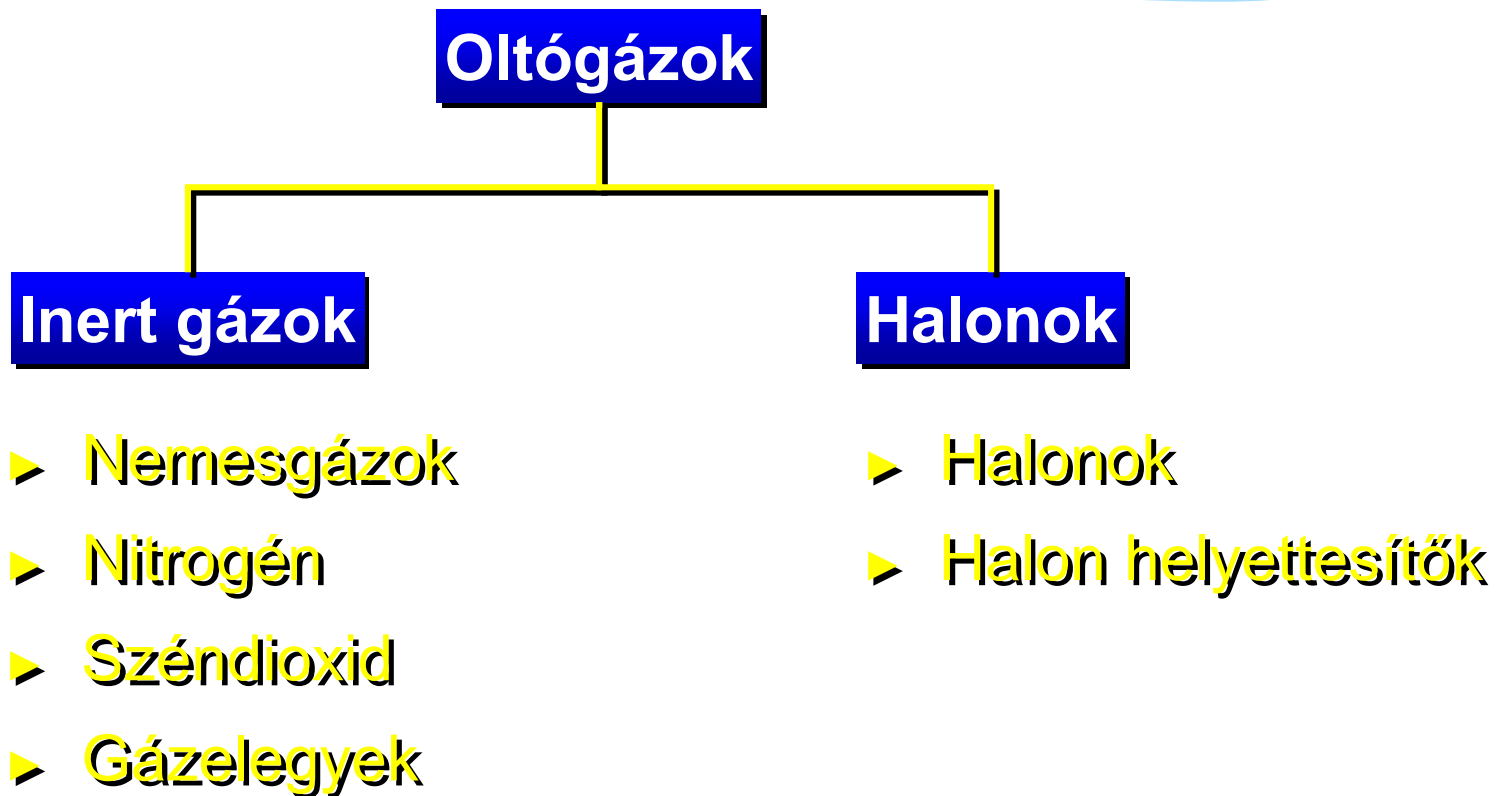 Oltógázok
Inert gázok
Halonok
► Nemesgázok
► Nitrogén
► Széndioxid
► Gázelegyek
► Halonok
► Halon helyettesítők